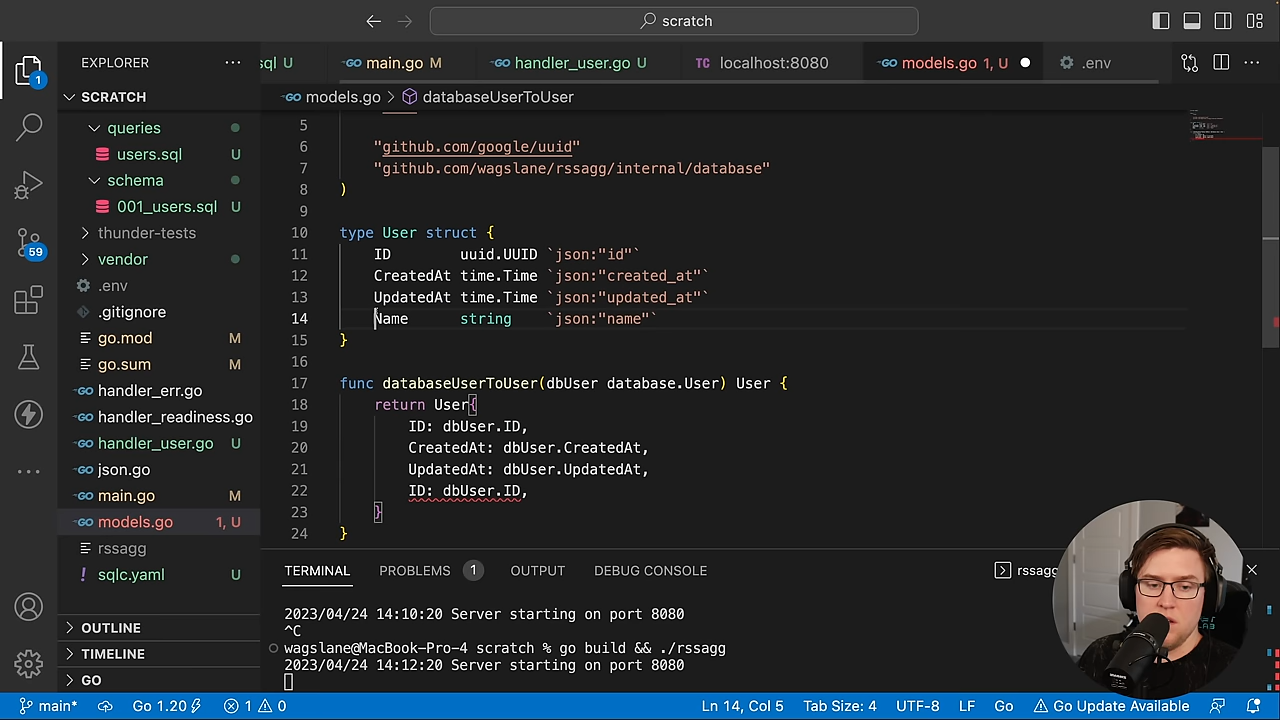 scratch
EXPLORER
sql U
main.go M
handler_user.go U
TC localhost:8080
models.go 1, U
.env
SCRATCH
models.go > databaseUserToUser
queries
users.sql U
schema
001_users.sql U
thunder-tests
vendor
.env
.gitignore
go.mod M
go.sum M
handler_err.go
handler_readiness.go
handler_user.go U
json.go
main.go M
models.go 1, U
rssagg
sqlc.yaml U
OUTLINE
TIMELINE
GO
1
59
5
6 "github.com/google/uuid"
7 "github.com/wagslane/rssagg/internal/database"
8 )
9
10 type User struct {
11 ID uuid.UUID `json:"id"`
12 CreatedAt time.Time `json:"created_at"`
13 UpdatedAt time.Time `json:"updated_at"`
14 Name string `json:"name"`
15 }
16
17 func databaseUserToUser(dbUser database.User) User {
18 return User{
19 ID: dbUser.ID,
20 CreatedAt: dbUser.CreatedAt,
21 UpdatedAt: dbUser.UpdatedAt,
22 ID: dbUser.ID,
23 }
24 }
TERMINAL PROBLEMS 1 OUTPUT DEBUG CONSOLE
rssagg
2023/04/24 14:10:20 Server starting on port 8080
^C
wagslane@MacBook-Pro-4 scratch % go build && ./rssagg
2023/04/24 14:12:20 Server starting on port 8080
main* Go 1.20 1 0 Ln 14, Col 5 Tab Size: 4 UTF-8 LF Go Go Update Available